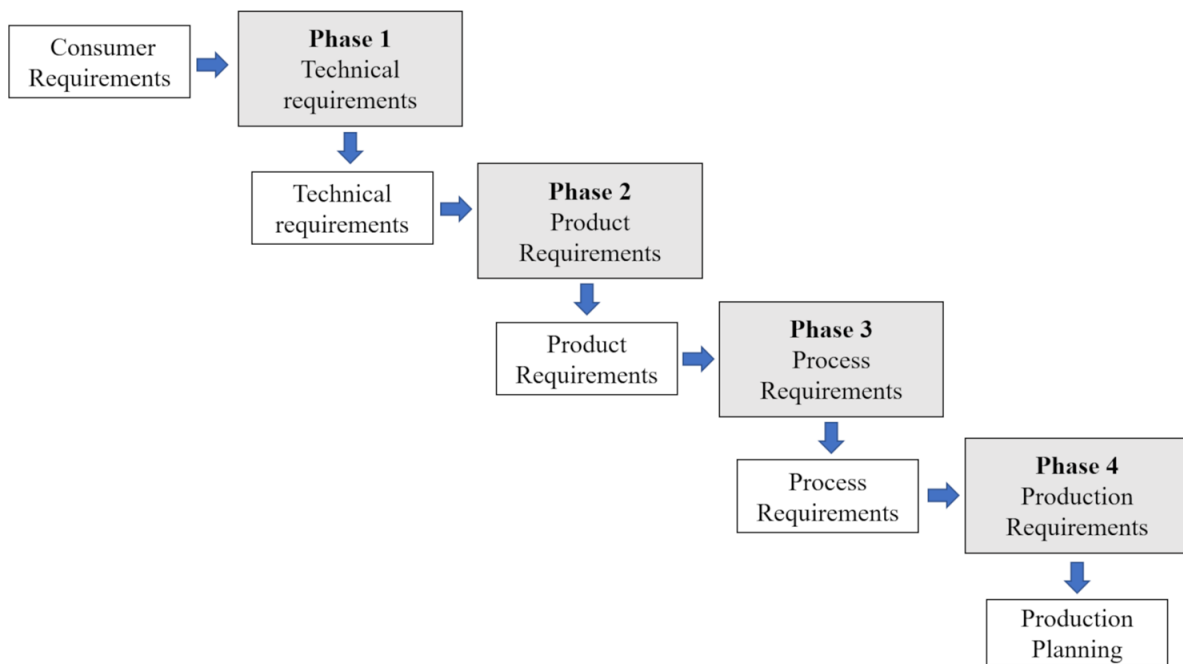 Consumer
Requirements
Phase 1
Technical
requirements
Technical
requirements
Phase 2
Product
Requirements
Product
Requirements
Phase 3
Process
Requirements
Process
Requirements
Phase 4
Production
Requirements
Production
Planning